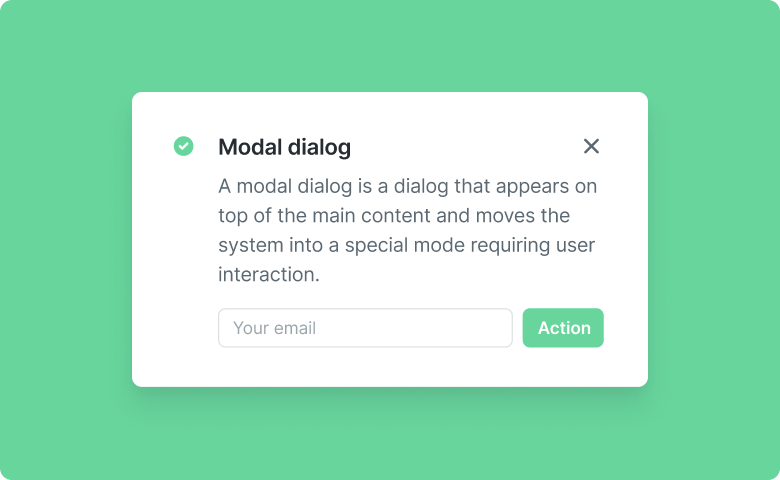 Modal dialog
A modal dialog is a dialog that appears on
top of the main content and moves the
system into a special mode requiring user
interaction.
Your email
Action